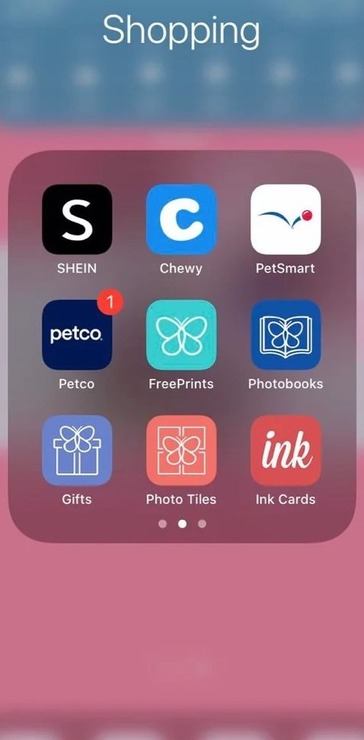 Shopping
S
SHEIN
C
Chewy
PetSmart
petco
1
Petco
FreePrints
Photobooks
Gifts
Photo Tiles
ink
Ink Cards